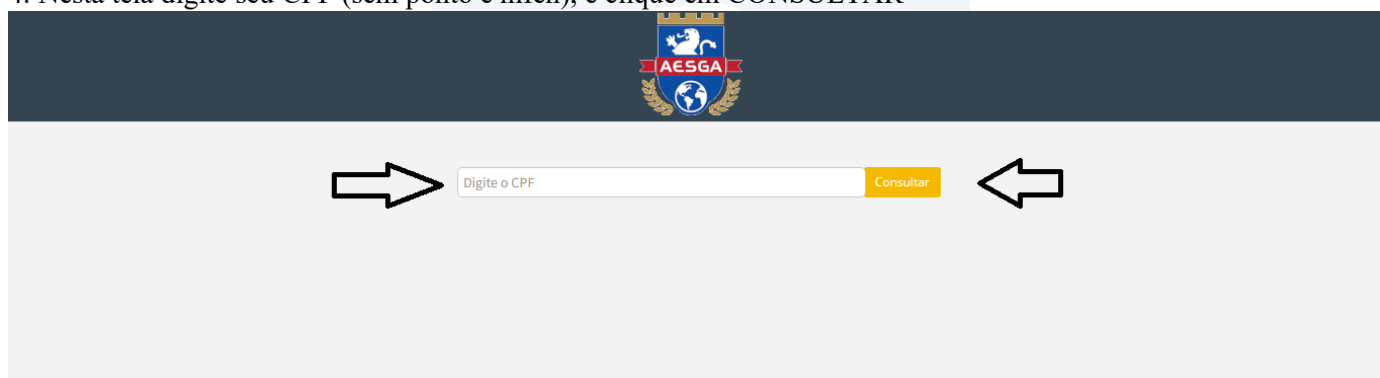 4. Nesta tela digite seu CPF (sem ponto e hífen), e clique em CONSULTAR
AESGA
Digite o CPF
Consultar